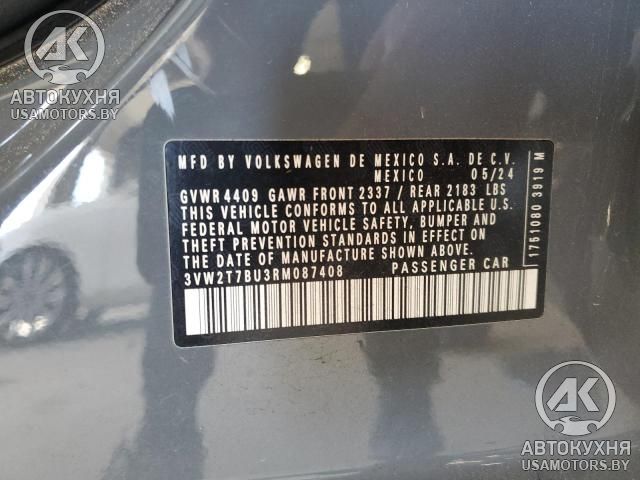 AK
АВТОКУХНЯ
USAMOTORS.BY
MFD BY VOLKSWAGEN DE MEXICO S.A. DE C.V.
MEXICO 05/24
GVWR 4409 GAWR FRONT 2337 / REAR 2183 LBS
THIS VEHICLE CONFORMS TO ALL APPLICABLE U.S.
FEDERAL MOTOR VEHICLE SAFETY, BUMPER AND
THEFT PREVENTION STANDARDS IN EFFECT ON
THE DATE OF MANUFACTURE SHOWN ABOVE.
3VW2T7BU3RM087408 PASSENGER CAR
1751080 3919 M
AK
АВТОКУХНЯ
USAMOTORS.BY